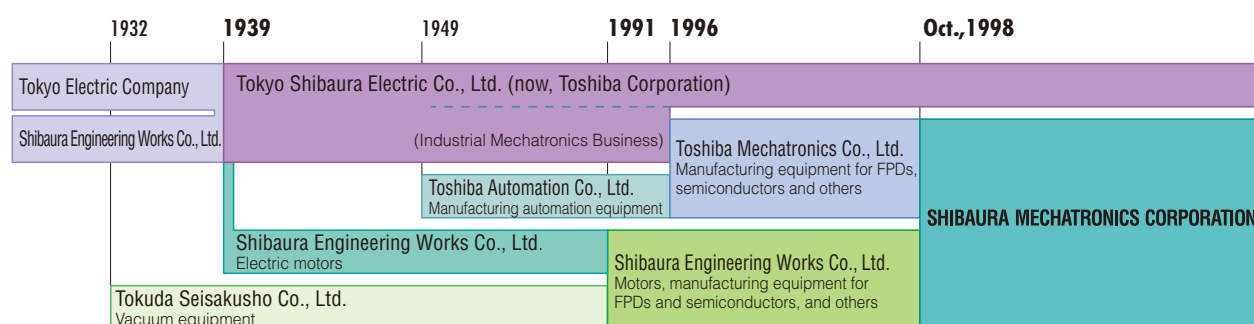 1932
1939
1949
1991
1996
Oct.,1998
Tokyo Electric Company
Tokyo Shibaura Electric Co., Ltd. (now, Toshiba Corporation)
Shibaura Engineering Works Co., Ltd.
(Industrial Mechatronics Business)
Toshiba Mechatronics Co., Ltd.
Manufacturing equipment for FPDs,
semiconductors and others
Toshiba Automation Co., Ltd.
Manufacturing automation equipment
SHIBAURA MECHATRONICS CORPORATION
Shibaura Engineering Works Co., Ltd.
Electric motors
Shibaura Engineering Works Co., Ltd.
Motors, manufacturing equipment for
FPDs and semiconductors, and others
Tokuda Seisakusho Co., Ltd.
Vacuum equipment